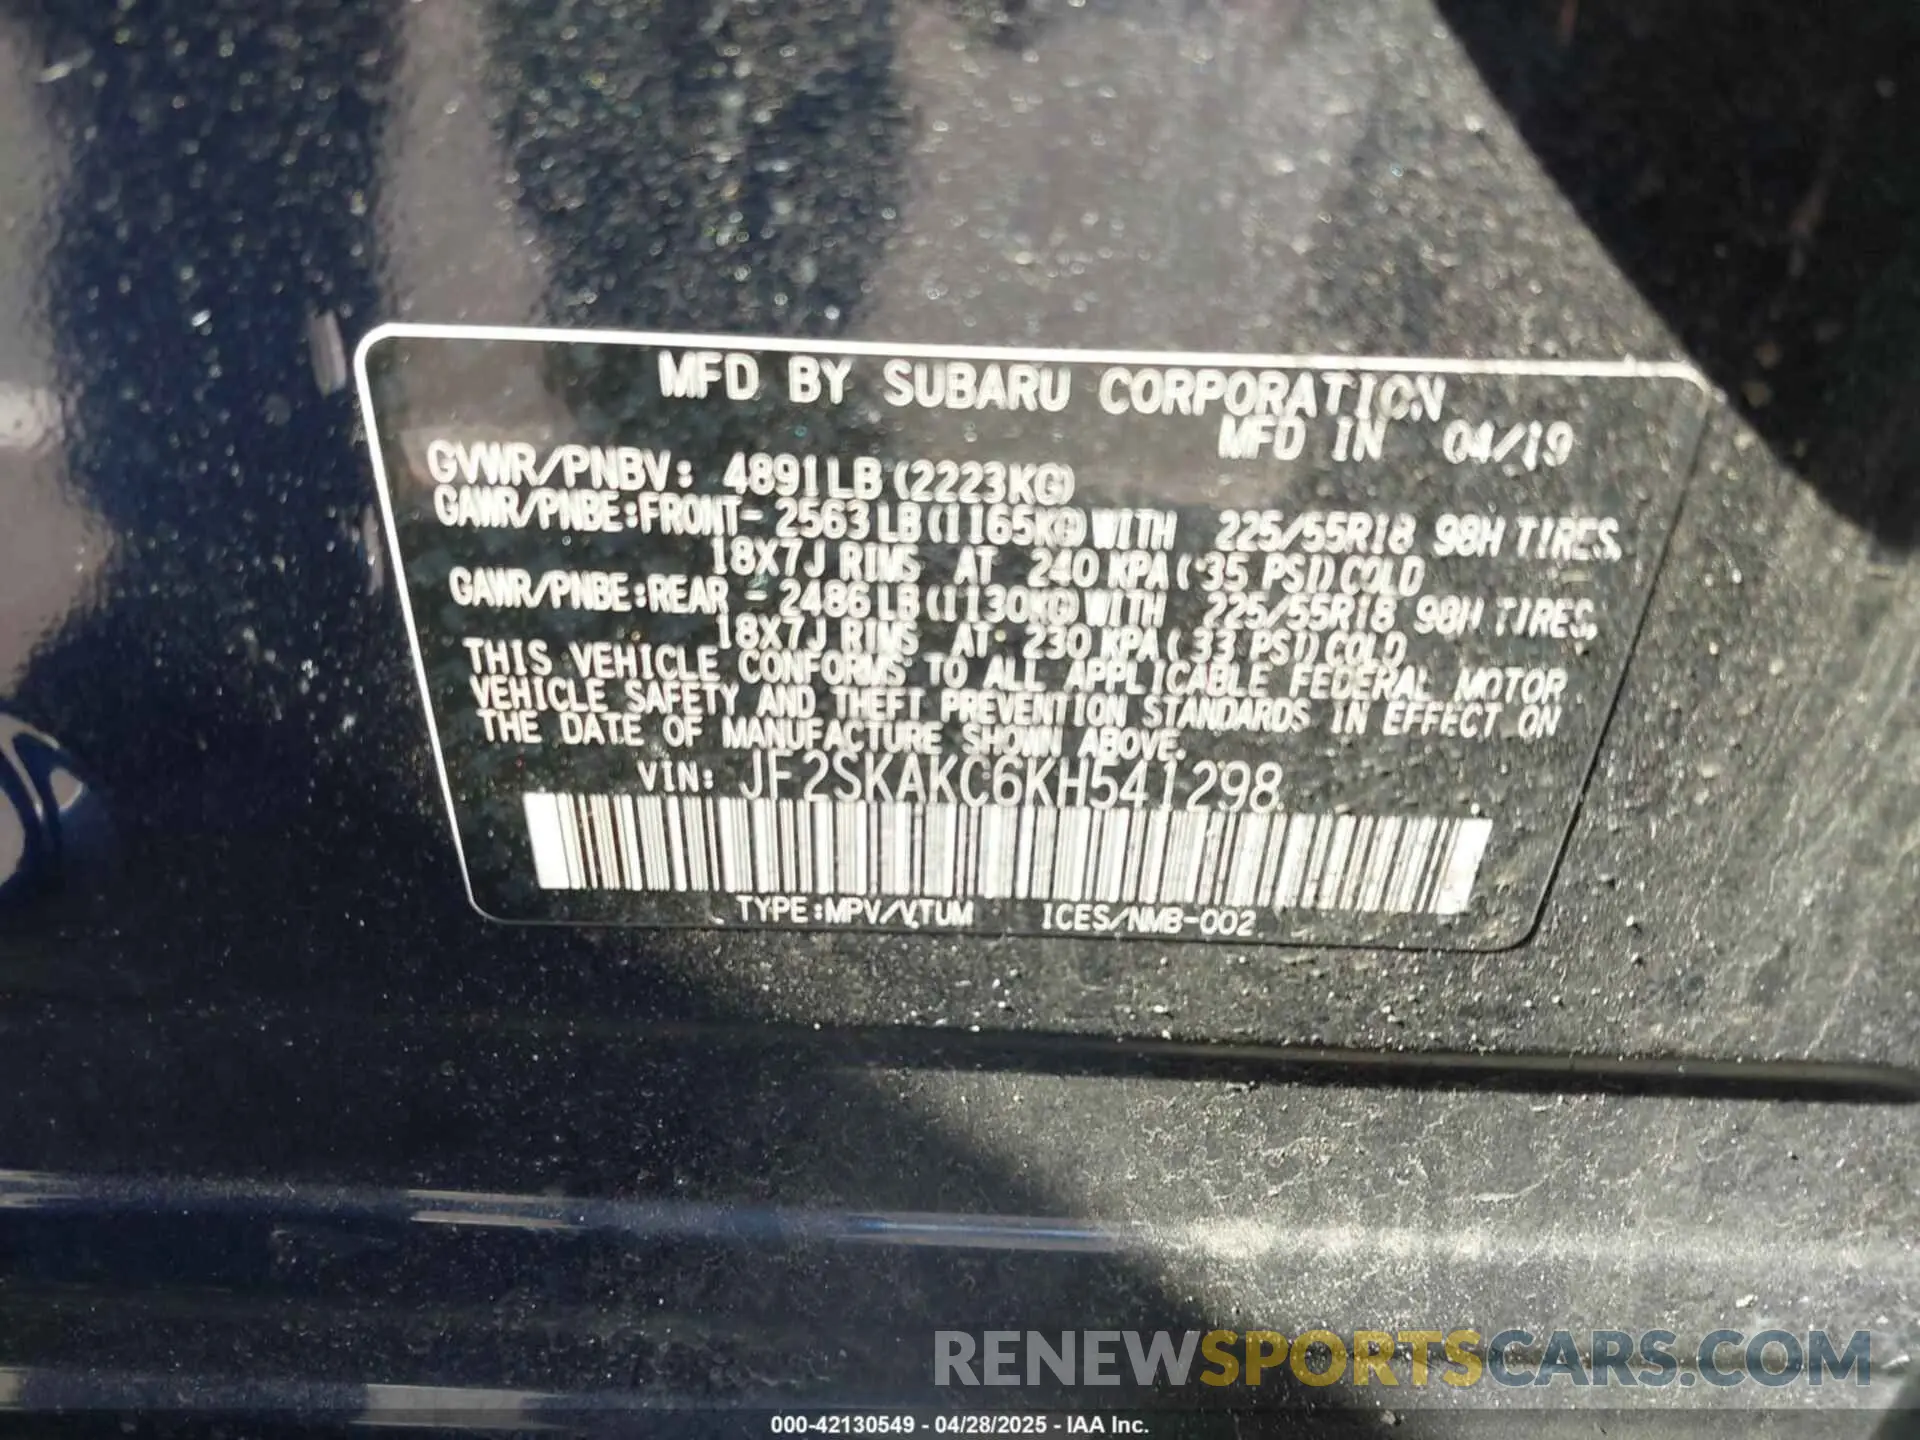 MFD BY SUBARU CORPORATION
MFD IN 04/19
GVWR/PNBV: 4891LB (2223KG)
GAWR/PNBE:FRONT- 2563LB(1165KG)WITH 225/55R18 98H TIRES,
18X7J RIMS AT 240 KPA( 35 PSI)COLD
GAWR/PNBE:REAR - 2486LB(1130KG)WITH 225/55R18 98H TIRES,
18X7J RIMS AT 230 KPA( 33 PSI)COLD
THIS VEHICLE CONFORMS TO ALL APPLICABLE FEDERAL MOTOR
VEHICLE SAFETY AND THEFT PREVENTION STANDARDS IN EFFECT ON
THE DATE OF MANUFACTURE SHOWN ABOVE.
VIN: JF2SKAKC6KH541298
TYPE:MPV/VTUM ICES/NMB-002
RENEWSPORTSCARS.COM
000-42130549 - 04/28/2025 - IAA Inc.